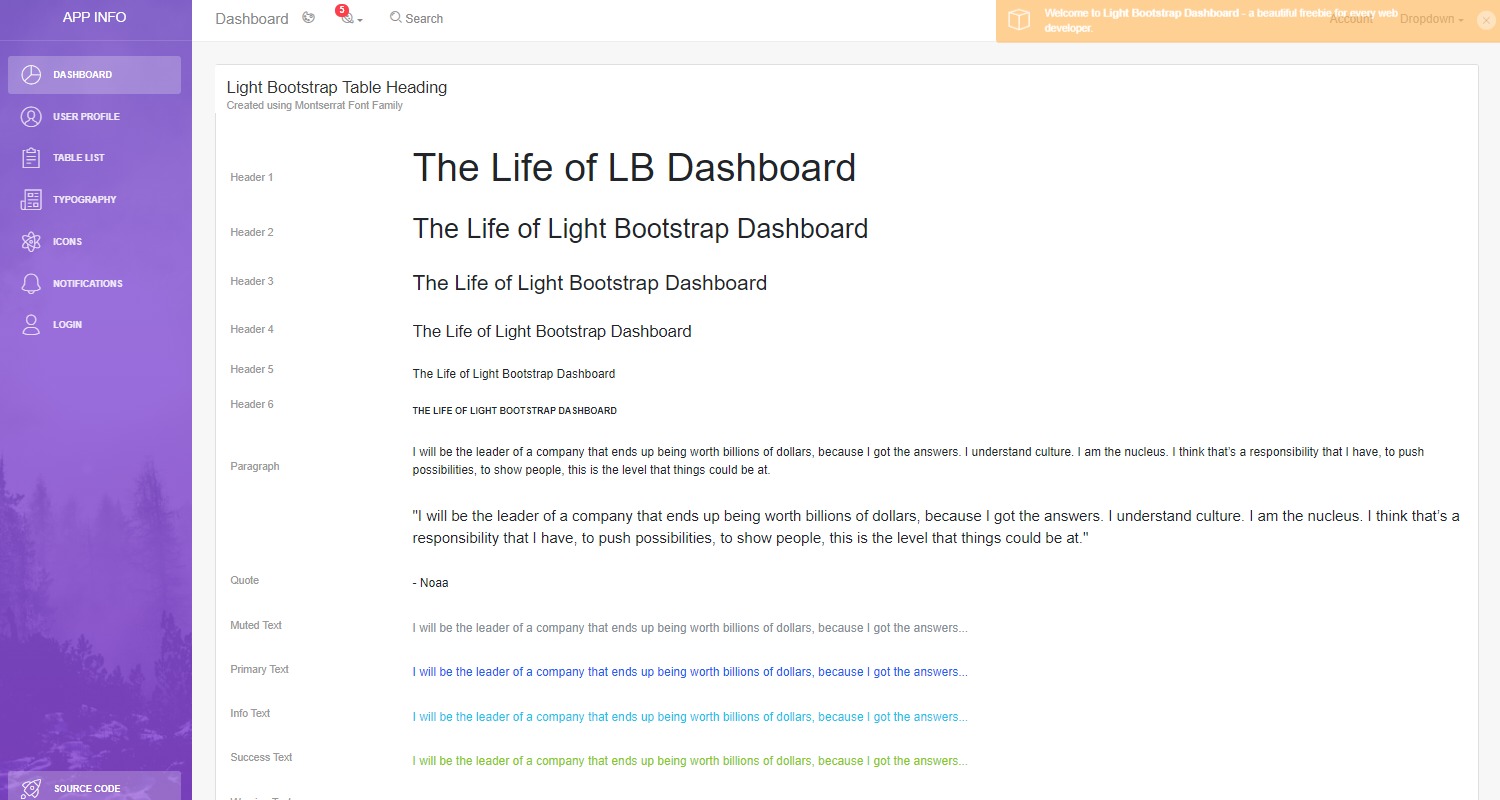 APP INFO
DASHBOARD
USER PROFILE
TABLE LIST
TYPOGRAPHY
ICONS
NOTIFICATIONS
LOGIN
SOURCE CODE
Dashboard
5
Search
Account
Dropdown
Welcome to Light Bootstrap Dashboard - a beautiful freebie for every web
developer.
Light Bootstrap Table Heading
Created using Montserrat Font Family
Header 1
The Life of LB Dashboard
Header 2
The Life of Light Bootstrap Dashboard
Header 3
The Life of Light Bootstrap Dashboard
Header 4
The Life of Light Bootstrap Dashboard
Header 5
The Life of Light Bootstrap Dashboard
Header 6
THE LIFE OF LIGHT BOOTSTRAP DASHBOARD
Paragraph
I will be the leader of a company that ends up being worth billions of dollars, because I got the answers. I understand culture. I am the nucleus. I think that’s a responsibility that I have, to push
possibilities, to show people, this is the level that things could be at.
Quote
"I will be the leader of a company that ends up being worth billions of dollars, because I got the answers. I understand culture. I am the nucleus. I think that’s a
responsibility that I have, to push possibilities, to show people, this is the level that things could be at."
- Noaa
Muted Text
I will be the leader of a company that ends up being worth billions of dollars, because I got the answers...
Primary Text
I will be the leader of a company that ends up being worth billions of dollars, because I got the answers...
Info Text
I will be the leader of a company that ends up being worth billions of dollars, because I got the answers...
Success Text
I will be the leader of a company that ends up being worth billions of dollars, because I got the answers...